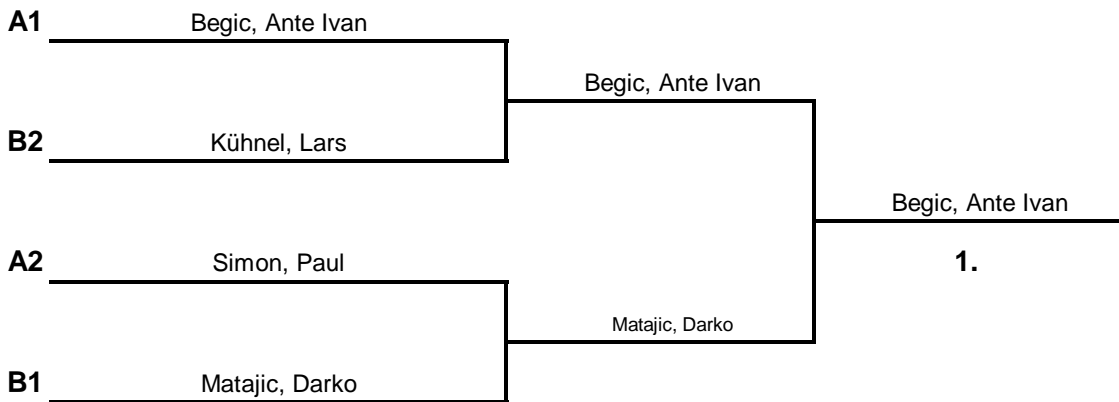 A1 Begic, Ante Ivan
Begic, Ante Ivan
B2 Kühnel, Lars
Begic, Ante Ivan
A2 Simon, Paul
1.
Matajic, Darko
B1 Matajic, Darko